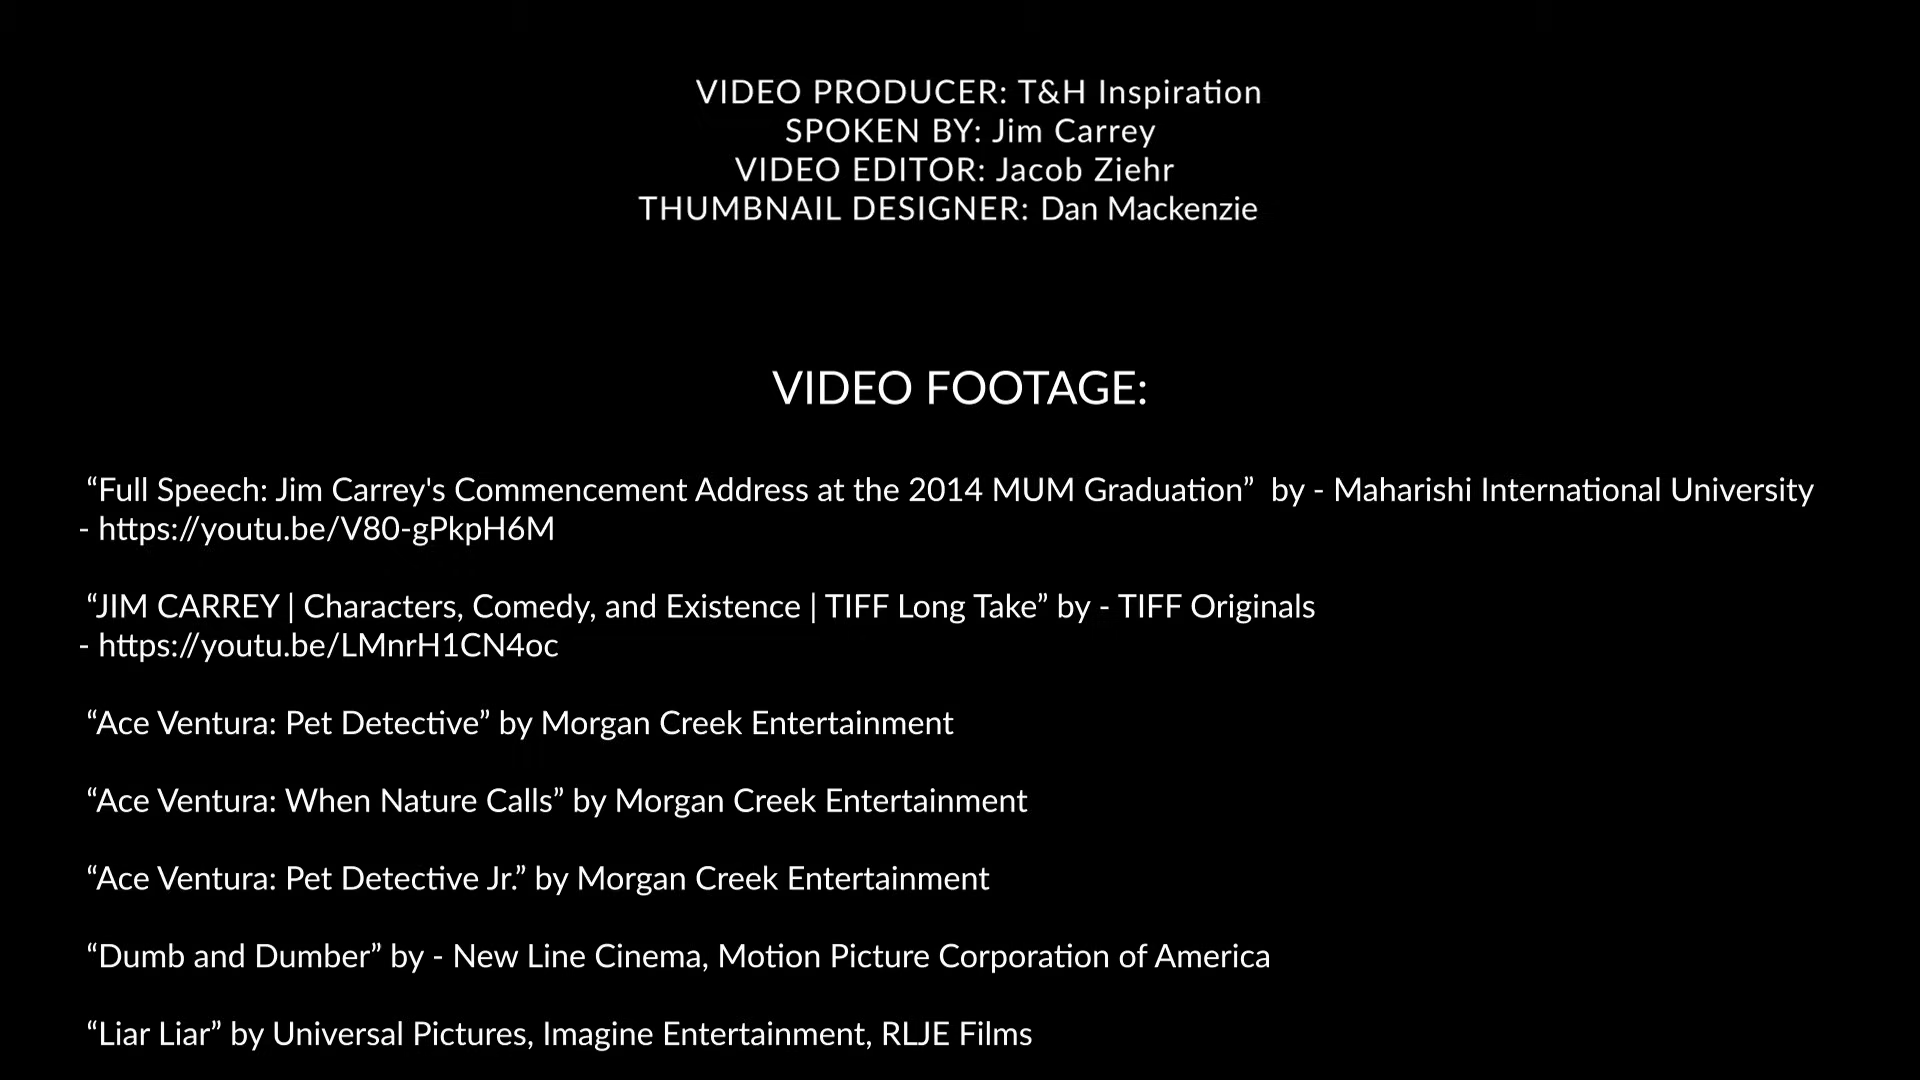 VIDEO PRODUCER: T&H Inspiration
SPOKEN BY: Jim Carrey
VIDEO EDITOR: Jacob Ziehr
THUMBNAIL DESIGNER: Dan Mackenzie
VIDEO FOOTAGE:
“Full Speech: Jim Carrey's Commencement Address at the 2014 MUM Graduation”  by - Maharishi International University
- https://youtu.be/V80-gPkpH6M
“JIM CARREY | Characters, Comedy, and Existence | TIFF Long Take” by - TIFF Originals
- https://youtu.be/LMnrH1CN4oc
“Ace Ventura: Pet Detective” by Morgan Creek Entertainment
“Ace Ventura: When Nature Calls” by Morgan Creek Entertainment
“Ace Ventura: Pet Detective Jr.” by Morgan Creek Entertainment
“Dumb and Dumber” by - New Line Cinema, Motion Picture Corporation of America
“Liar Liar” by Universal Pictures, Imagine Entertainment, RLJE Films